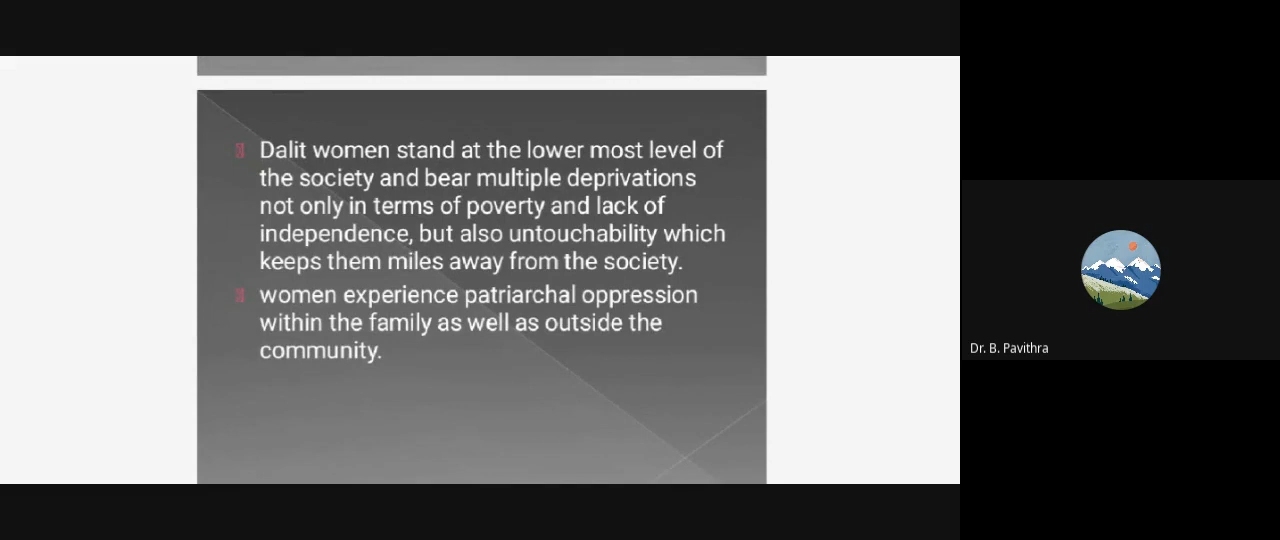 Dalit women stand at the lower most level of
the society and bear multiple deprivations
not only in terms of poverty and lack of
independence, but also untouchability which
keeps them miles away from the society.
women experience patriarchal oppression
within the family as well as outside the
community.
Dr. B. Pavithra